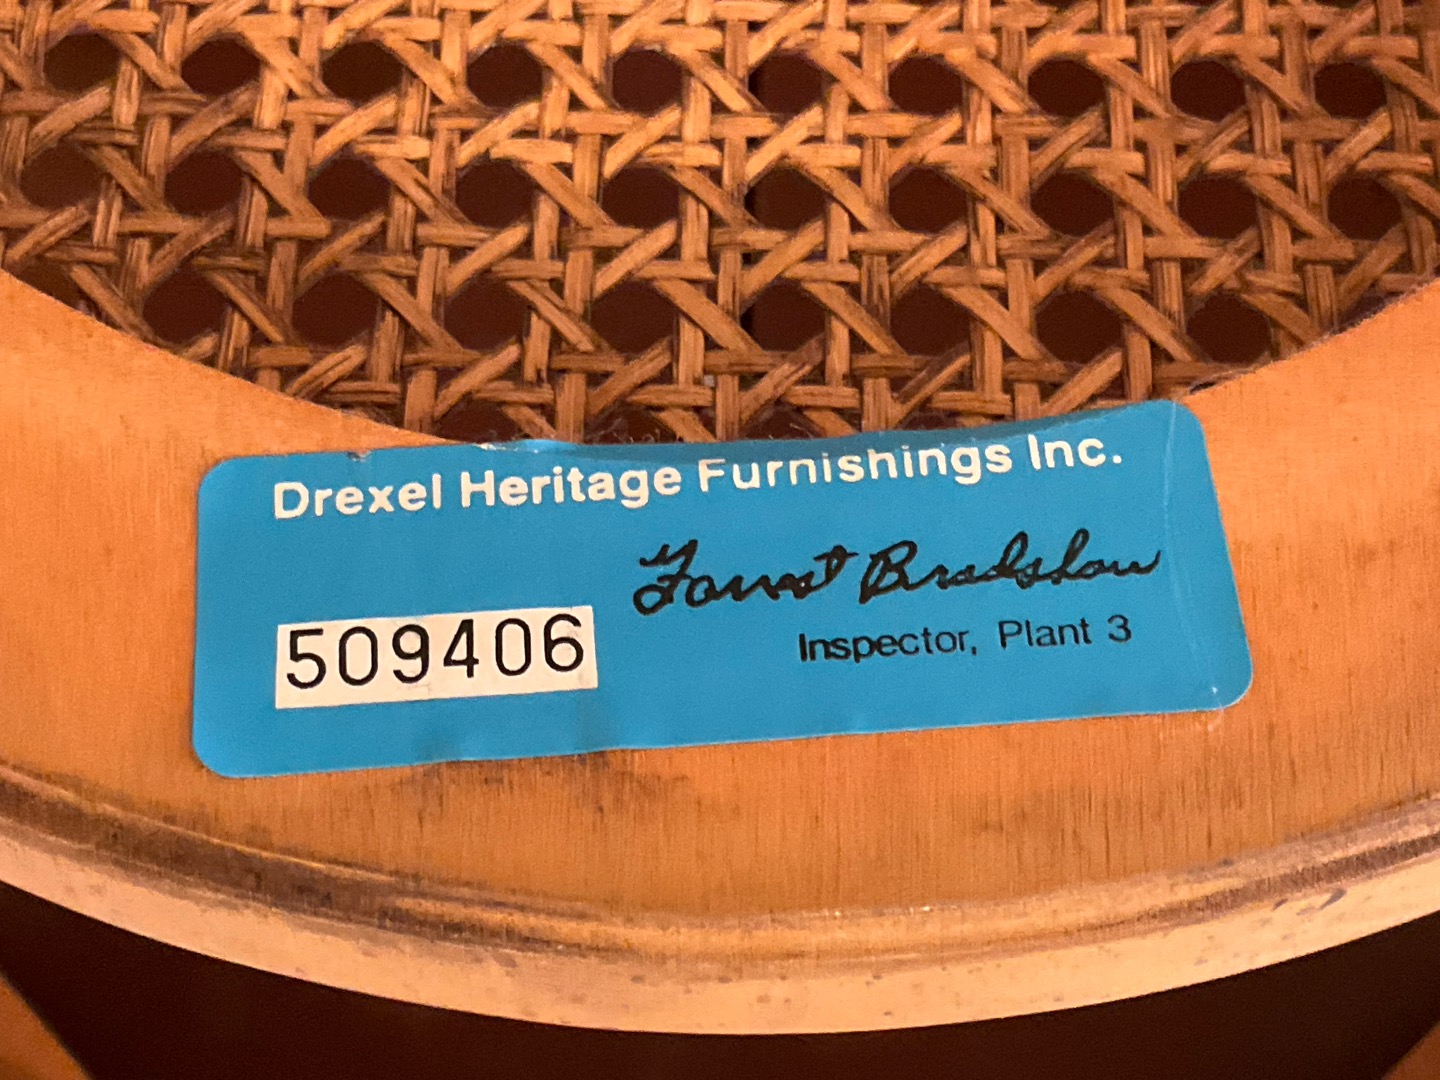 Drexel Heritage Furnishings Inc.
Forrest Bradshaw
509406
Inspector, Plant 3